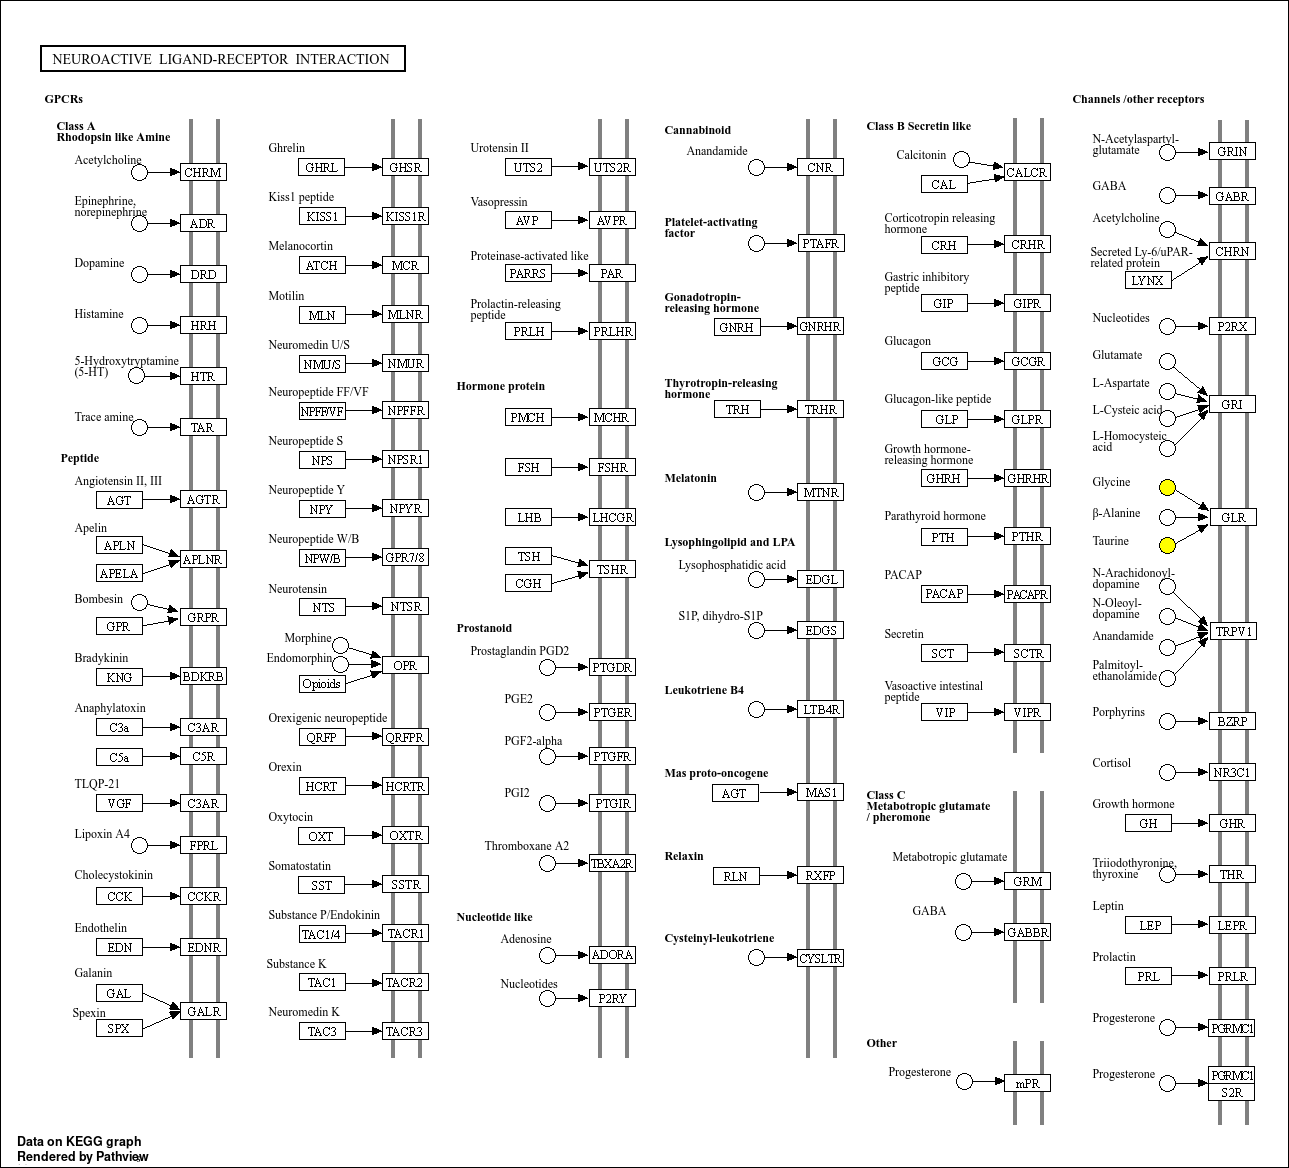 NEUROACTIVE LIGAND-RECEPTOR INTERACTION
GPCRs
Class A
Rhodopsin like Amine
Acetylcholine
CHRM
Epinephrine,
norepinephrine
ADR
Dopamine
DRD
Histamine
HRH
5-Hydroxytryptamine
(5-HT)
HTR
Trace amine
TAR
Peptide
Angiotensin II, III
AGT AGTR
Apelin
APLN
APLNR
APELA
Bombesin
GPR GRPR
Bradykinin
KNG BDKRB
Anaphylatoxin
C3a C3AR
C5a C5R
TLQP-21
VGF C3AR
Lipoxin A4
FPRL
Cholecystokinin
CCK CCKR
Endothelin
EDN EDNR
Galanin
GAL
GALR
Spexin
SPX
Ghrelin
GHRL GHSR
Kiss1 peptide
KISS1 KISS1R
Melanocortin
ATCH MCR
Motilin
MLN MLNR
Neuromedin U/S
NMU/S NMUR
Neuropeptide FF/VF
NPFF/VF NPFFR
Neuropeptide S
NPS NPSR1
Neuropeptide Y
NPY NPYR
Neuropeptide W/B
NPW/B GPR7/8
Neurotensin
NTS NTSR
Morphine
Endomorphin
OPR
Opioids
Orexigenic neuropeptide
QRFP QRFPR
Orexin
HCRT HCRTR
Oxytocin
OXT OXTR
Somatostatin
SST SSTR
Substance P/Endokinin
TAC1/4 TACR1
Substance K
TAC1 TACR2
Neuromedin K
TAC3 TACR3
Urotensin II
UTS2 UTS2R
Vasopressin
AVP AVPR
Proteinase-activated like
PARRS PAR
Prolactin-releasing
peptide
PRLH PRLHR
Hormone protein
PMCH MCHR
FSH FSHR
LHB LHCGR
TSH
TSHR
CGH
Prostanoid
Prostaglandin PGD2
PTGDR
PGE2
PTGER
PGF2-alpha
PTGFR
PGI2
PTGIR
Thromboxane A2
TBXA2R
Nucleotide like
Adenosine
ADORA
Nucleotides
P2RY
Cannabinoid
Anandamide
CNR
Platelet-activating
factor
PTAFR
Gonadotropin-
releasing hormone
GNRH GNRHR
Thyrotropin-releasing
hormone
TRH TRHR
Melatonin
MTNR
Lysophingolipid and LPA
Lysophosphatidic acid
EDGL
S1P, dihydro-S1P
EDGS
Leukotriene B4
LTB4R
Mas proto-oncogene
AGT MAS1
Relaxin
RLN RXFP
Cysteinyl-leukotriene
CYSLTR
Class B Secretin like
Calcitonin
CALCR
CAL
Corticotropin releasing
hormone
CRH CRHR
Gastric inhibitory
peptide
GIP GIPR
Glucagon
GCG GCGR
Glucagon-like peptide
GLP GLPR
Growth hormone-
releasing hormone
GHRH GHRHR
Parathyroid hormone
PTH PTHR
PACAP
PACAP PACAPR
Secretin
SCT SCTR
Vasoactive intestinal
peptide
VIP VIPR
Class C
Metabotropic glutamate
/ pheromone
Metabotropic glutamate
GRM
GABA
GABBR
Other
Progesterone
mPR
Channels /other receptors
N-Acetylaspartyl-
glutamate
GRIN
GABA
GABR
Acetylcholine
CHRN
Secreted Ly-6/uPAR-
related protein
LYNX
Nucleotides
P2RX
Glutamate
L-Aspartate
GRI
L-Cysteic acid
L-Homocysteic
acid
Glycine
β-Alanine
GLR
Taurine
N-Arachidonoyl-
dopamine
N-Oleoyl-
dopamine
TRPV1
Anandamide
Palmitoyl-
ethanolamide
Porphyrins
BZRP
Cortisol
NR3C1
Growth hormone
GH GHR
Triiodothyronine,
thyroxine
THR
Leptin
LEP LEPR
Prolactin
PRL PRLR
Progesterone
PGRMC1
Progesterone
PGRMC1
S2R
Data on KEGG graph
Rendered by Pathview